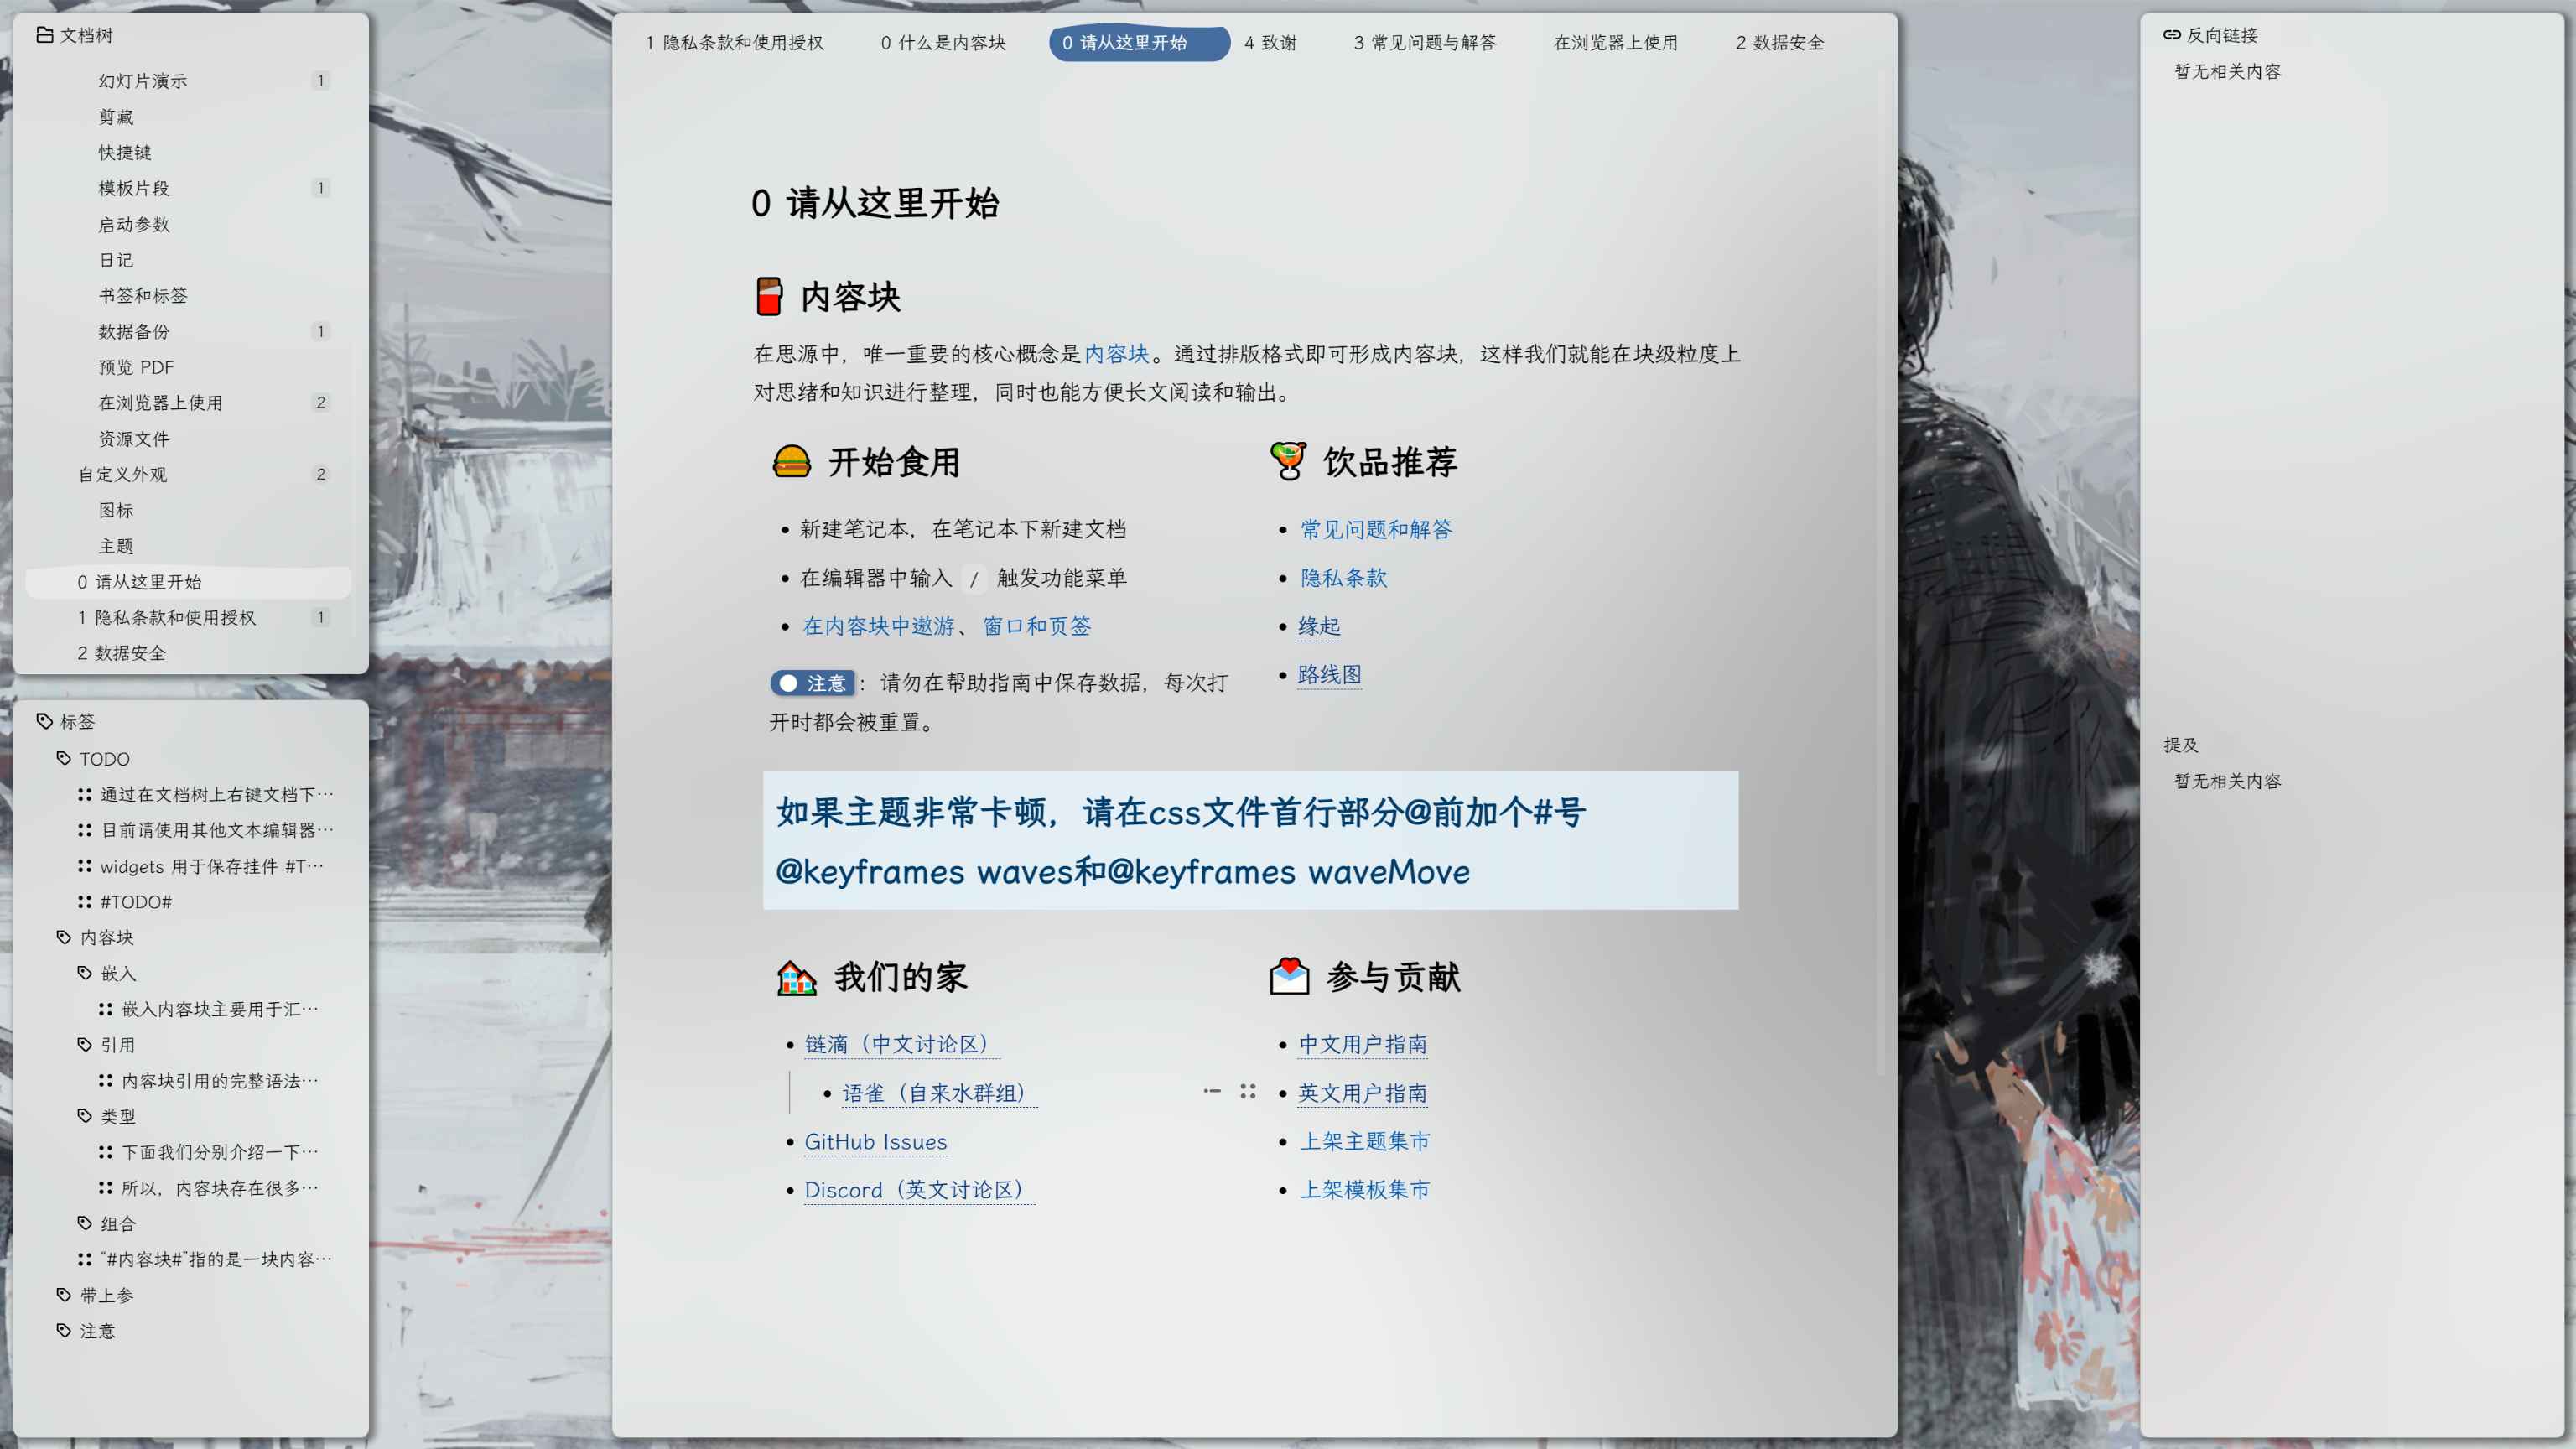 文档树
幻灯片演示 1
剪藏
快捷键
模板片段 1
启动参数
日记
书签和标签
数据备份 1
预览 PDF
在浏览器上使用 2
资源文件
自定义外观 2
图标
主题
0 请从这里开始
1 隐私条款和使用授权 1
2 数据安全
标签
TODO
通过在文档树上右键文档下…
目前请使用其他文本编辑器…
widgets 用于保存挂件 #T…
#TODO#
内容块
嵌入
嵌入内容块主要用于汇…
引用
内容块引用的完整语法…
类型
下面我们分别介绍一下…
所以，内容块存在很多…
组合
“#内容块#”指的是一块内容…
带上参
注意
1 隐私条款和使用授权 0 什么是内容块 0 请从这里开始 4 致谢 3 常见问题与解答 在浏览器上使用 2 数据安全
0 请从这里开始
内容块
在思源中，唯一重要的核心概念是内容块。通过排版格式即可形成内容块，这样我们就能在块级粒度上
对思绪和知识进行整理，同时也能方便长文阅读和输出。
开始食用
新建笔记本，在笔记本下新建文档
在编辑器中输入 / 触发功能菜单
在内容块中遨游、窗口和页签
注意：请勿在帮助指南中保存数据，每次打
开时都会被重置。
饮品推荐
常见问题和解答
隐私条款
缘起
路线图
如果主题非常卡顿，请在css文件首行部分@前加个#号
@keyframes waves和@keyframes waveMove
我们的家
链滴（中文讨论区）
语雀（自来水群组）
GitHub Issues
Discord（英文讨论区）
参与贡献
中文用户指南
英文用户指南
上架主题集市
上架模板集市
反向链接
暂无相关内容
提及
暂无相关内容